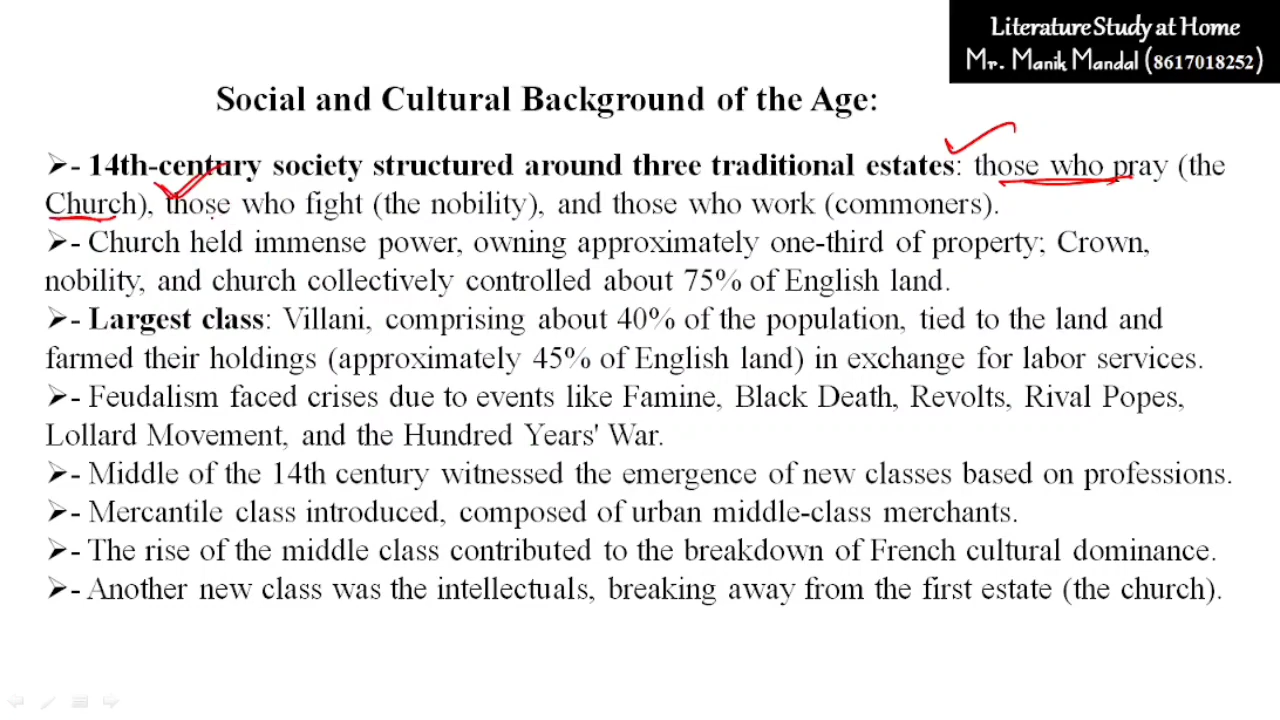 Literature Study at Home
Mr. Manik Mandal (8617018252)
Social and Cultural Background of the Age:
➢- 14th-century society structured around three traditional estates: those who pray (the
Church), those who fight (the nobility), and those who work (commoners).
➢- Church held immense power, owning approximately one-third of property; Crown,
nobility, and church collectively controlled about 75% of English land.
➢- Largest class: Villani, comprising about 40% of the population, tied to the land and
farmed their holdings (approximately 45% of English land) in exchange for labor services.
➢- Feudalism faced crises due to events like Famine, Black Death, Revolts, Rival Popes,
Lollard Movement, and the Hundred Years' War.
➢- Middle of the 14th century witnessed the emergence of new classes based on professions.
➢- Mercantile class introduced, composed of urban middle-class merchants.
➢- The rise of the middle class contributed to the breakdown of French cultural dominance.
➢- Another new class was the intellectuals, breaking away from the first estate (the church).